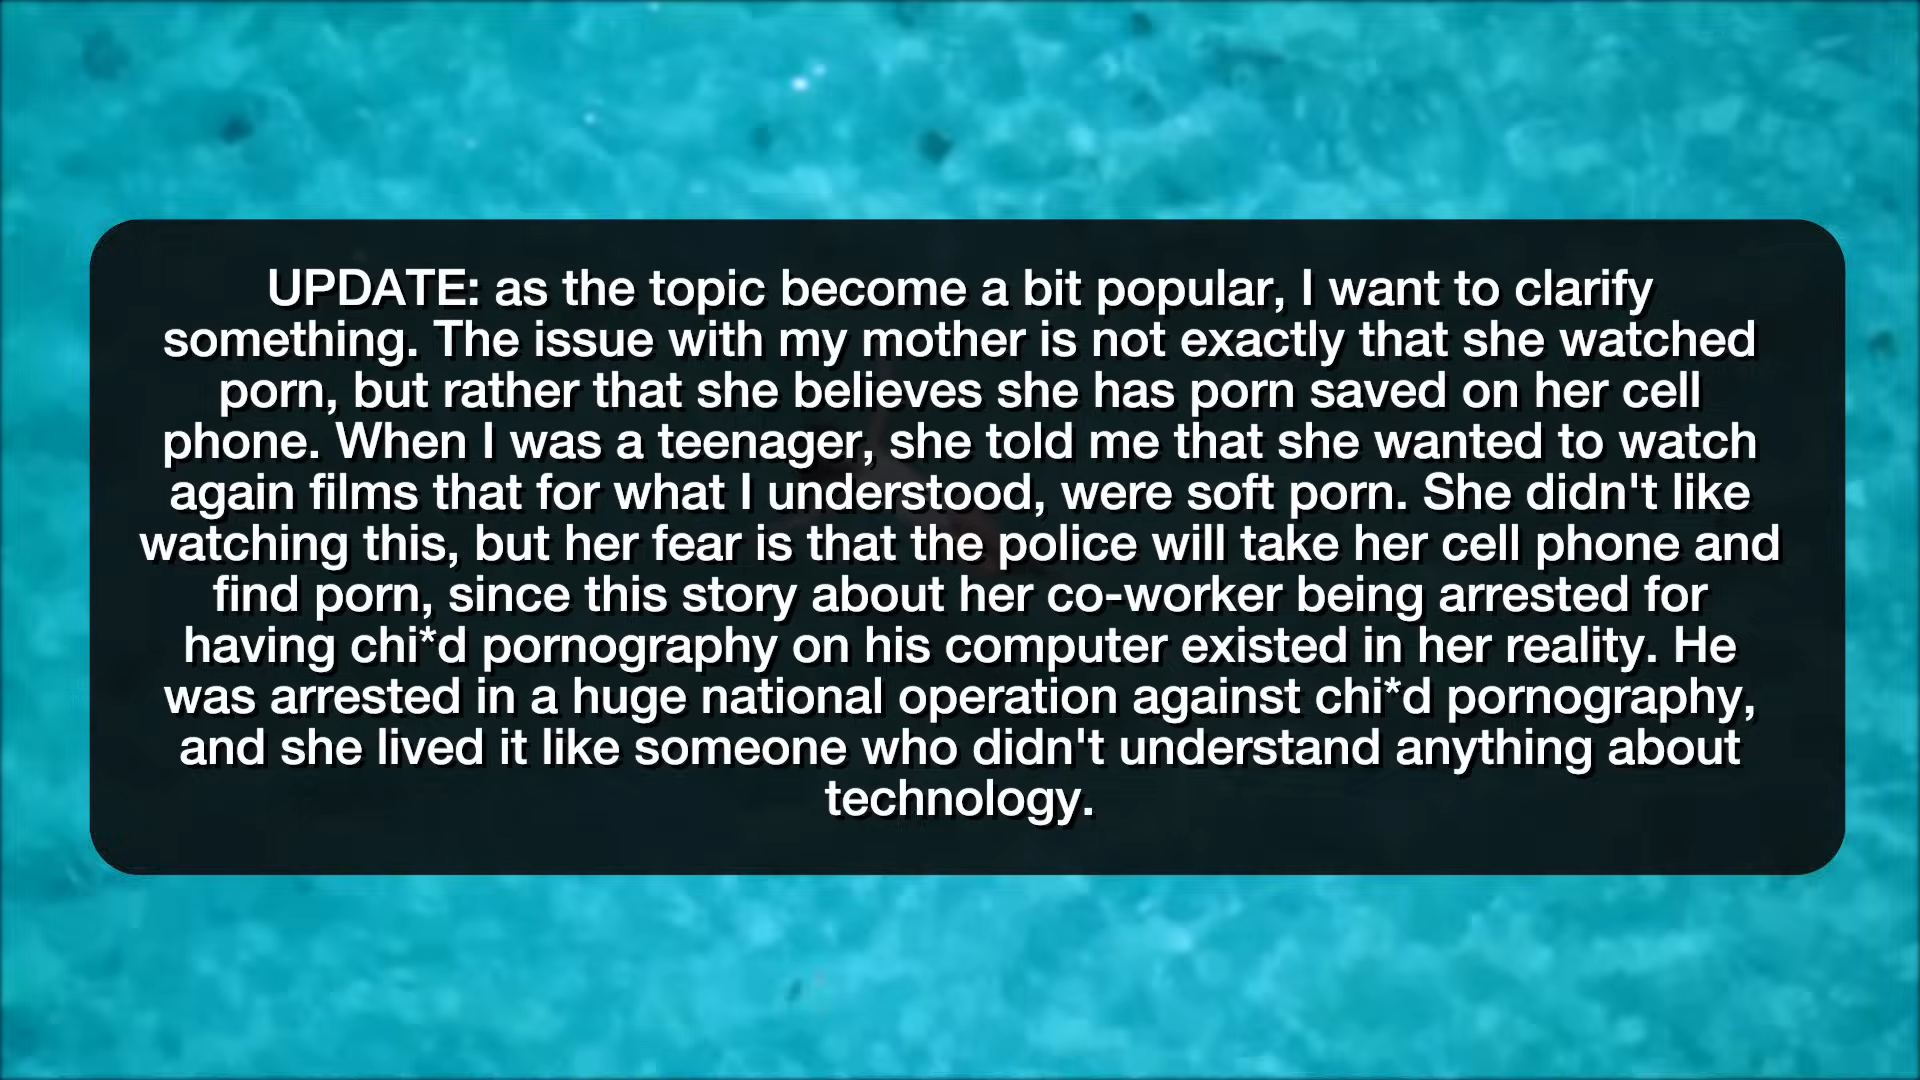 UPDATE: as the topic become a bit popular, I want to clarify
something. The issue with my mother is not exactly that she watched
porn, but rather that she believes she has porn saved on her cell
phone. When I was a teenager, she told me that she wanted to watch
again films that for what I understood, were soft porn. She didn't like
watching this, but her fear is that the police will take her cell phone and
find porn, since this story about her co-worker being arrested for
having chi*d pornography on his computer existed in her reality. He
was arrested in a huge national operation against chi*d pornography,
and she lived it like someone who didn't understand anything about
technology.